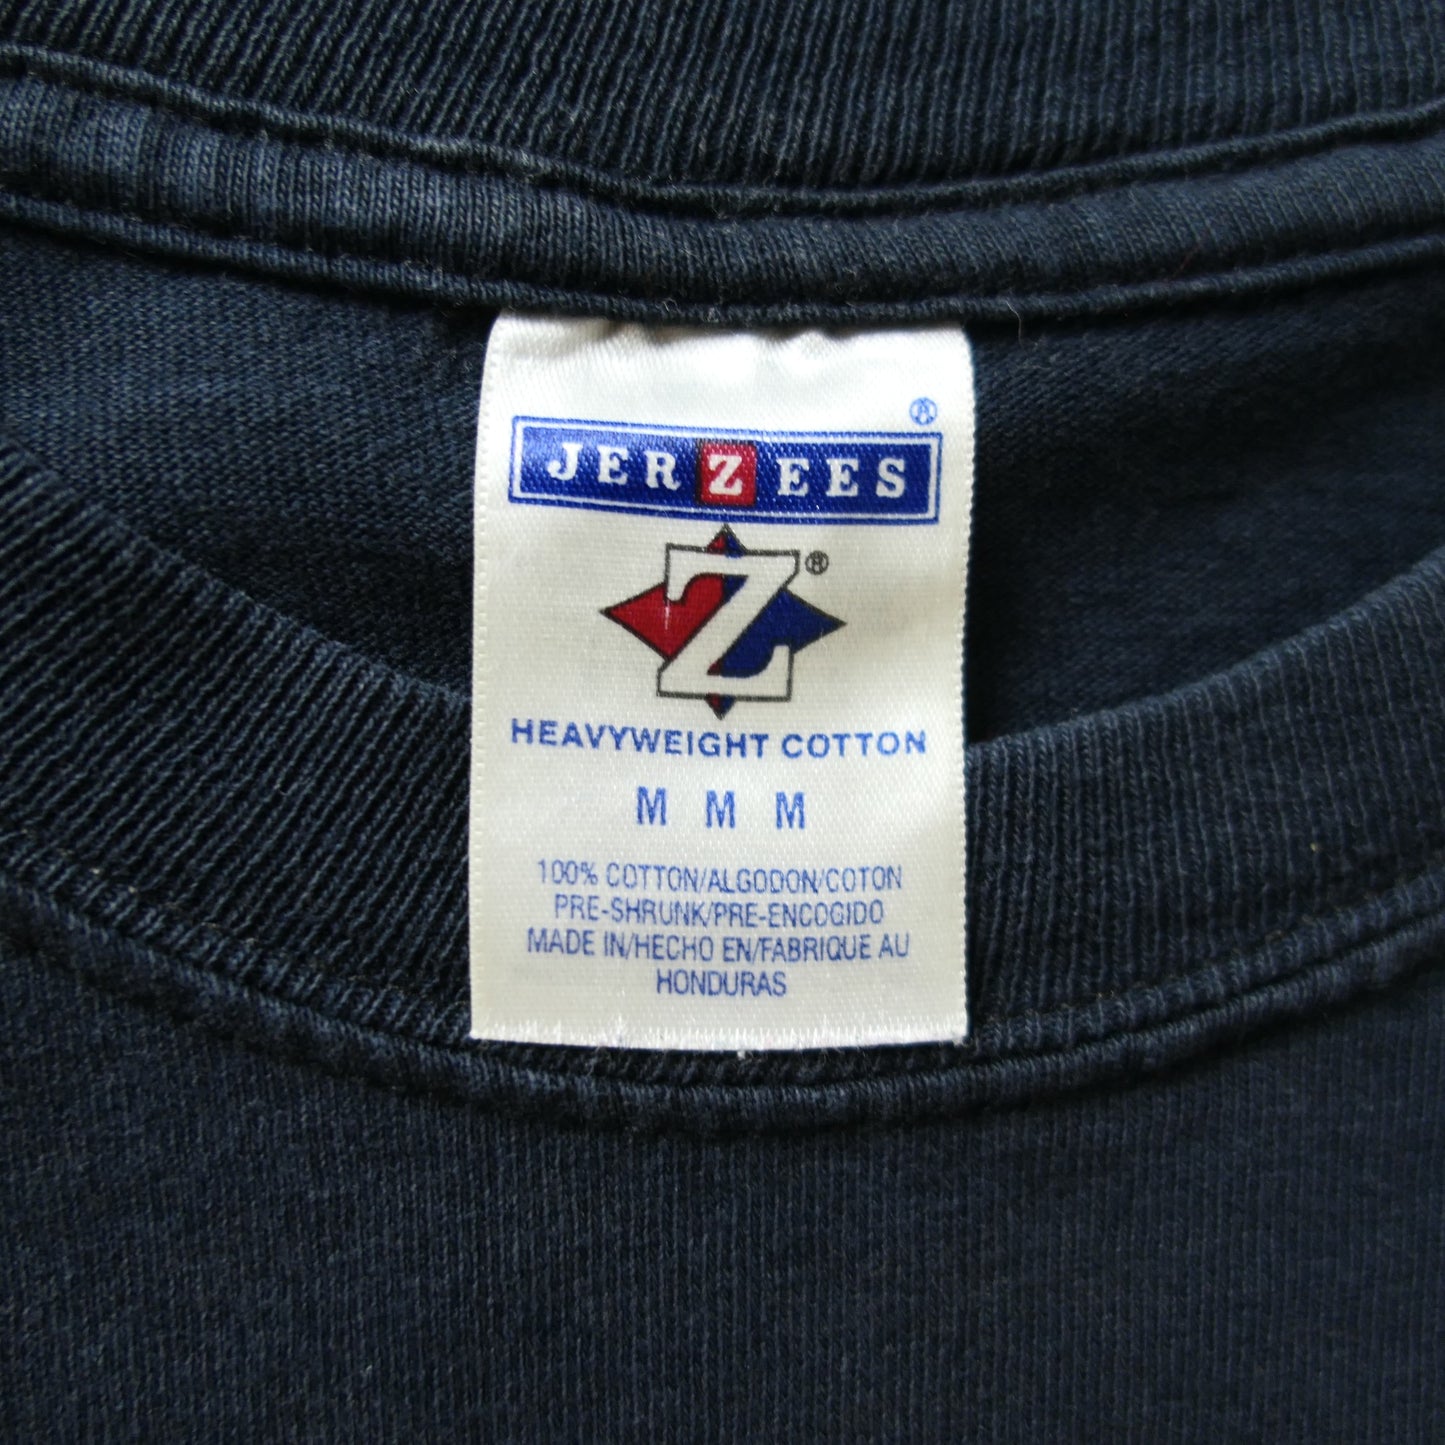 ®
JERZEES
Z®
HEAVYWEIGHT COTTON
M M M
100% COTTON/ALGODON/COTON
PRE-SHRUNK/PRE-ENCOGIDO
MADE IN/HECHO EN/FABRIQUE AU
HONDURAS